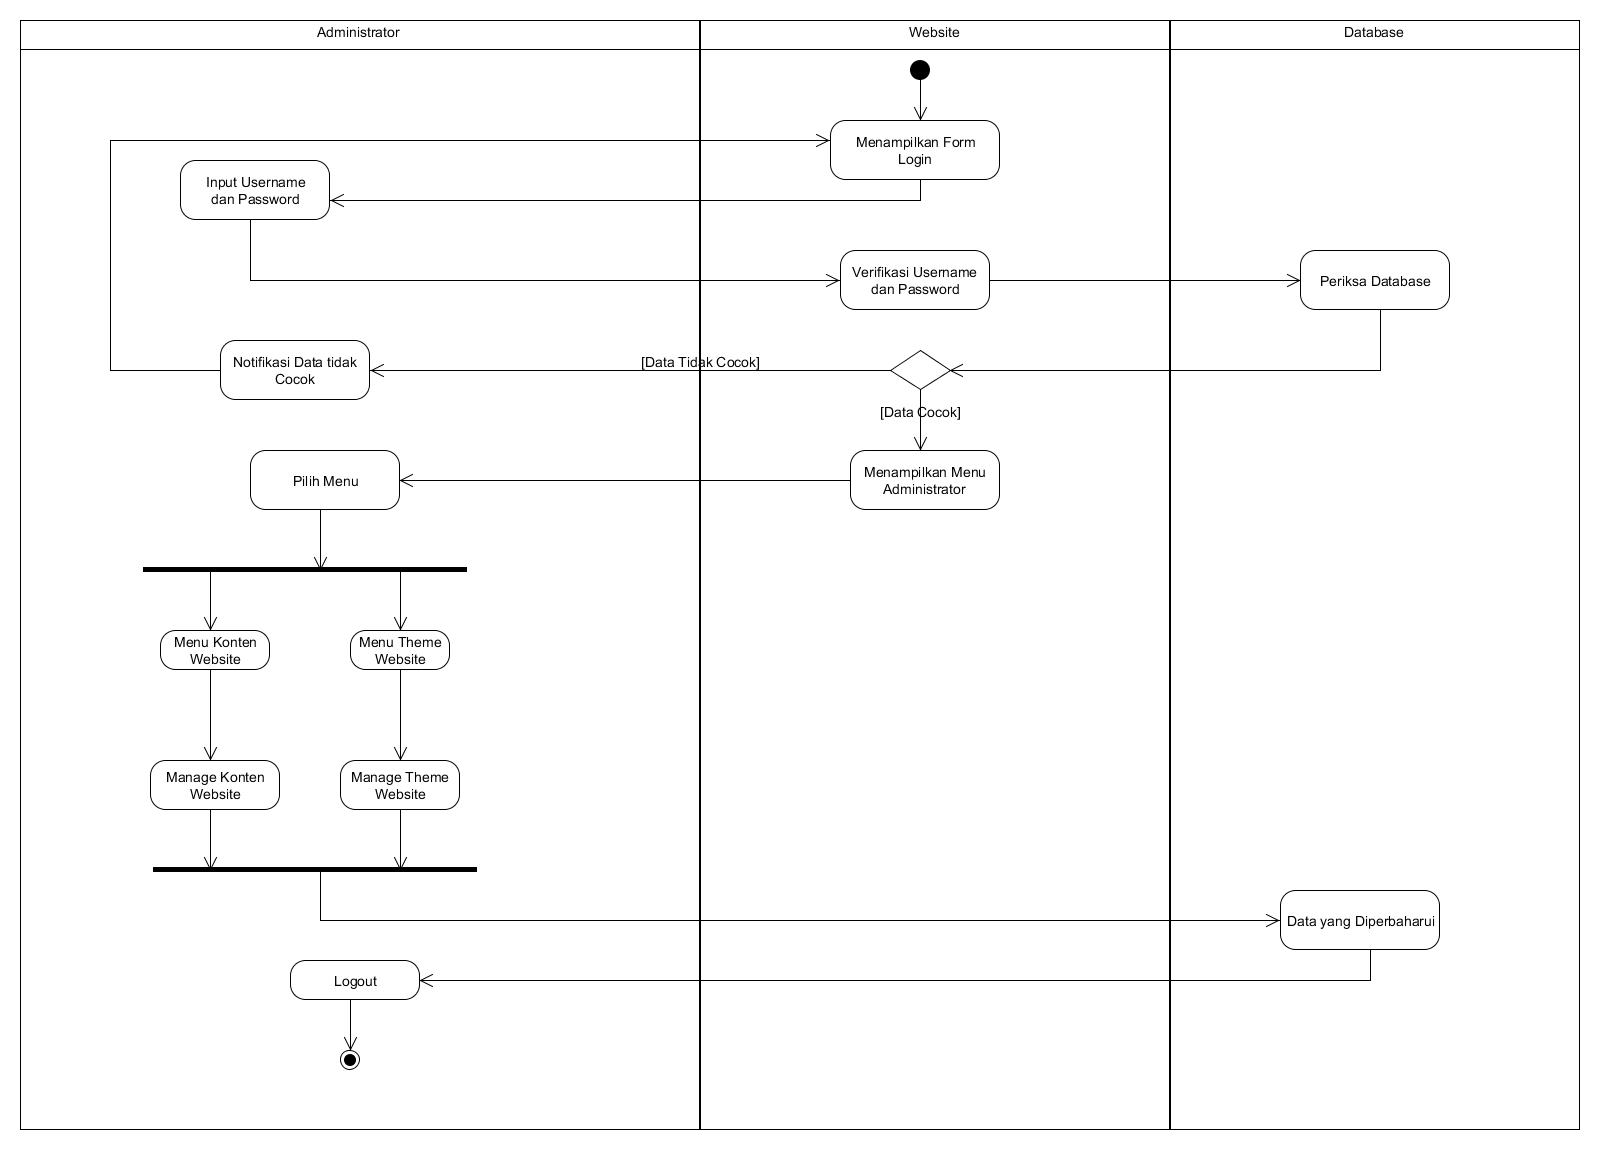 Administrator
Website
Database
Menampilkan Form
Login
Input Username
dan Password
Verifikasi Username
dan Password
Periksa Database
Notifikasi Data tidak
Cocok
[Data Tidak Cocok]
[Data Cocok]
Pilih Menu
Menampilkan Menu
Administrator
Menu Konten
Website
Menu Theme
Website
Manage Konten
Website
Manage Theme
Website
Data yang Diperbaharui
Logout